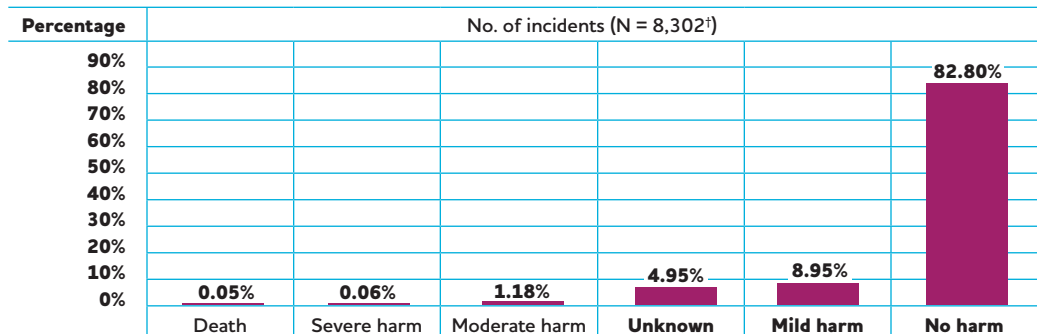 Percentage No. of incidents (N = 8,302†)
90%
82.80%
80%
70%
60%
50%
40%
30%
20%
10% 4.95% 8.95%
0% 0.05% 0.06% 1.18%
Death Severe harm Moderate harm Unknown Mild harm No harm